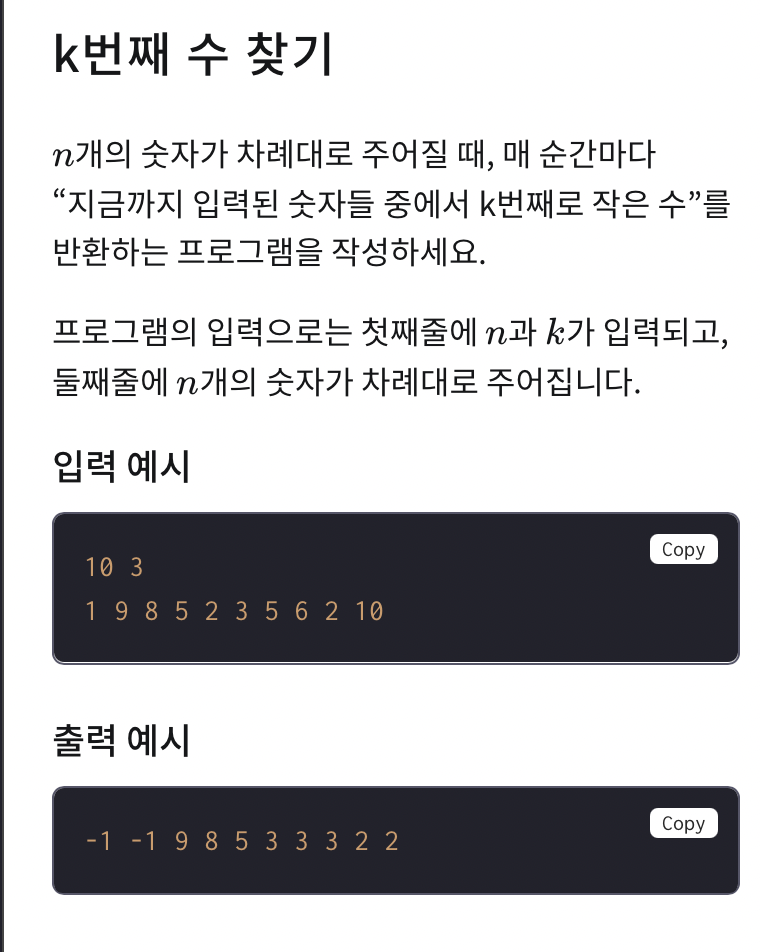 k번째 수 찾기
n개의 숫자가 차례대로 주어질 때, 매 순간마다
“지금까지 입력된 숫자들 중에서 k번째로 작은 수”를
반환하는 프로그램을 작성하세요.
프로그램의 입력으로는 첫째줄에 n과 k가 입력되고,
둘째줄에 n개의 숫자가 차례대로 주어집니다.
입력 예시
Copy
10 3
1 9 8 5 2 3 5 6 2 10
출력 예시
Copy
-1 -1 9 8 5 3 3 3 2 2